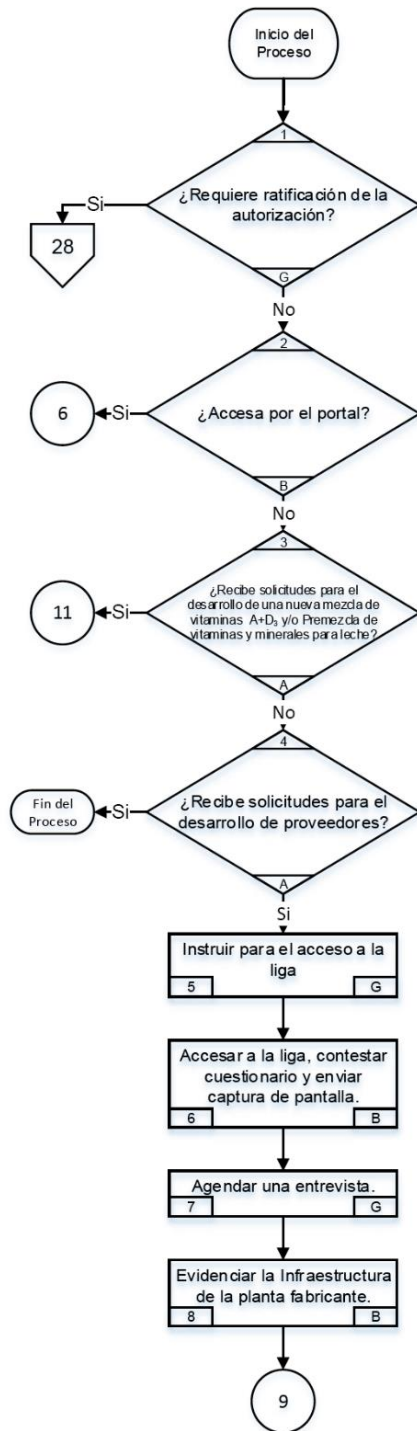 Inicio del
Proceso
1
¿Requiere ratificación de la
autorización?
G
Si
28
No
2
¿Accesa por el portal?
B
Si
6
No
3
¿Recibe solicitudes para el
desarrollo de una nueva mezcla de
vitaminas A+D₃ y/o Premezcla de
vitaminas y minerales para leche?
A
Si
11
No
4
¿Recibe solicitudes para el
desarrollo de proveedores?
A
Si
Fin del
Proceso
Si
Instruir para el acceso a la
liga
5 G
Accesar a la liga, contestar
cuestionario y enviar
captura de pantalla.
6 B
Agendar una entrevista.
7 G
Evidenciar la Infraestructura
de la planta fabricante.
8 B
9